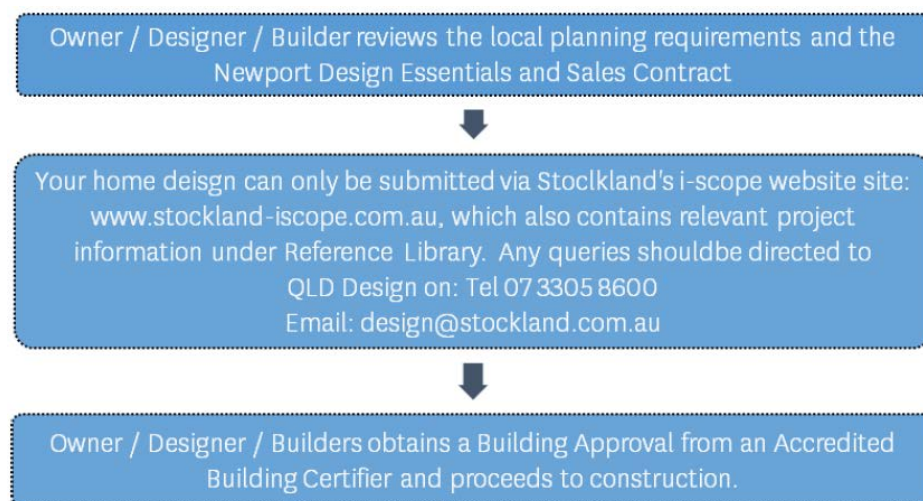 Owner / Designer / Builder reviews the local planning requirements and the
Newport Design Essentials and Sales Contract
Your home deisgn can only be submitted via Stoclkland's i-scope website site:
www.stockland-iscope.com.au, which also contains relevant project
information under Reference Library. Any queries shouldbe directed to
QLD Design on: Tel 07 3305 8600
Email: design@stockland.com.au
Owner / Designer / Builders obtains a Building Approval from an Accredited
Building Certifier and proceeds to construction.